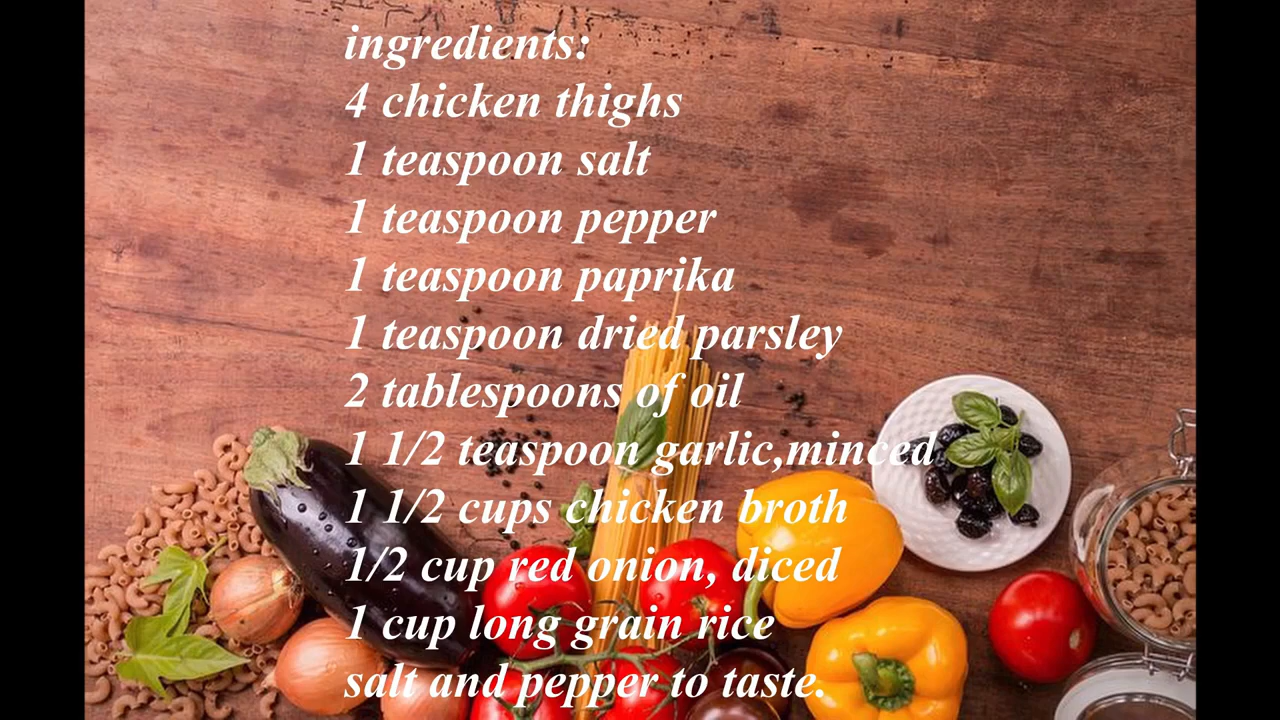 ingredients:
4 chicken thighs
1 teaspoon salt
1 teaspoon pepper
1 teaspoon paprika
1 teaspoon dried parsley
2 tablespoons of oil
1 1/2 teaspoon garlic,minced
1 1/2 cups chicken broth
1/2 cup red onion, diced
1 cup long grain rice
salt and pepper to taste.